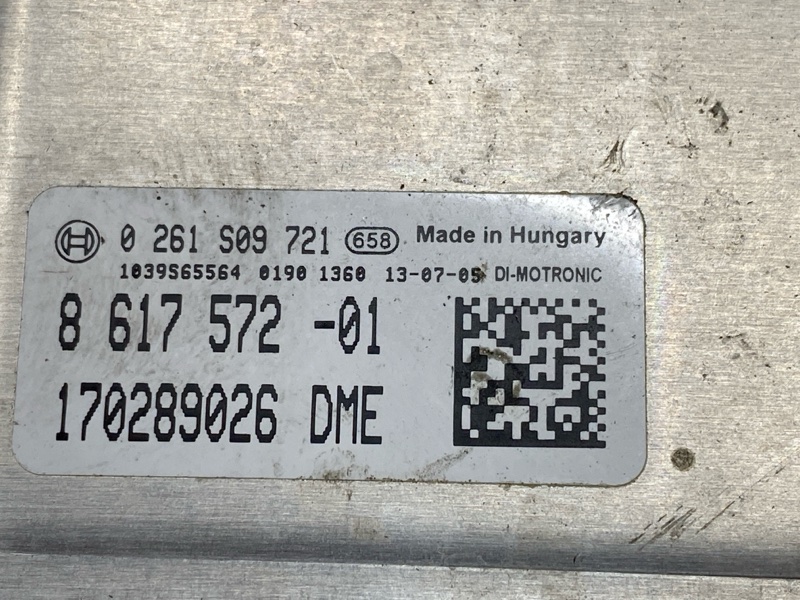 0 261 S09 721 658 Made in Hungary
1039S65564 0190 1360 13-07-05 DI-MOTRONIC
8 617 572 -01
170289026 DME